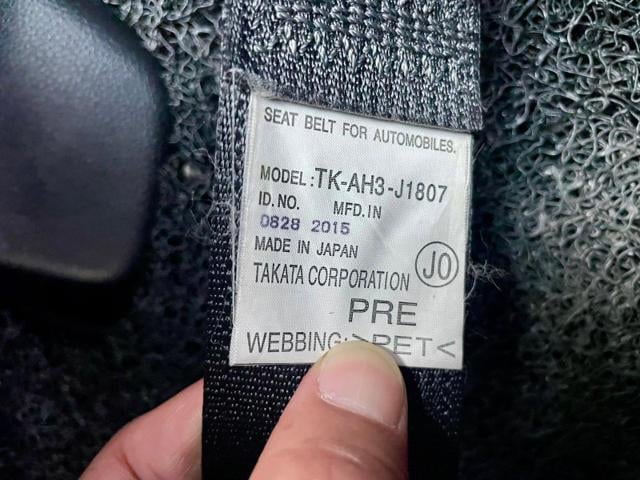 SEAT BELT FOR AUTOMOBILES.
MODEL:TK-AH3-J1807
ID.NO. MFD.IN
0828 2015
MADE IN JAPAN
JO
TAKATA CORPORATION
PRE
WEBBING:>PET<